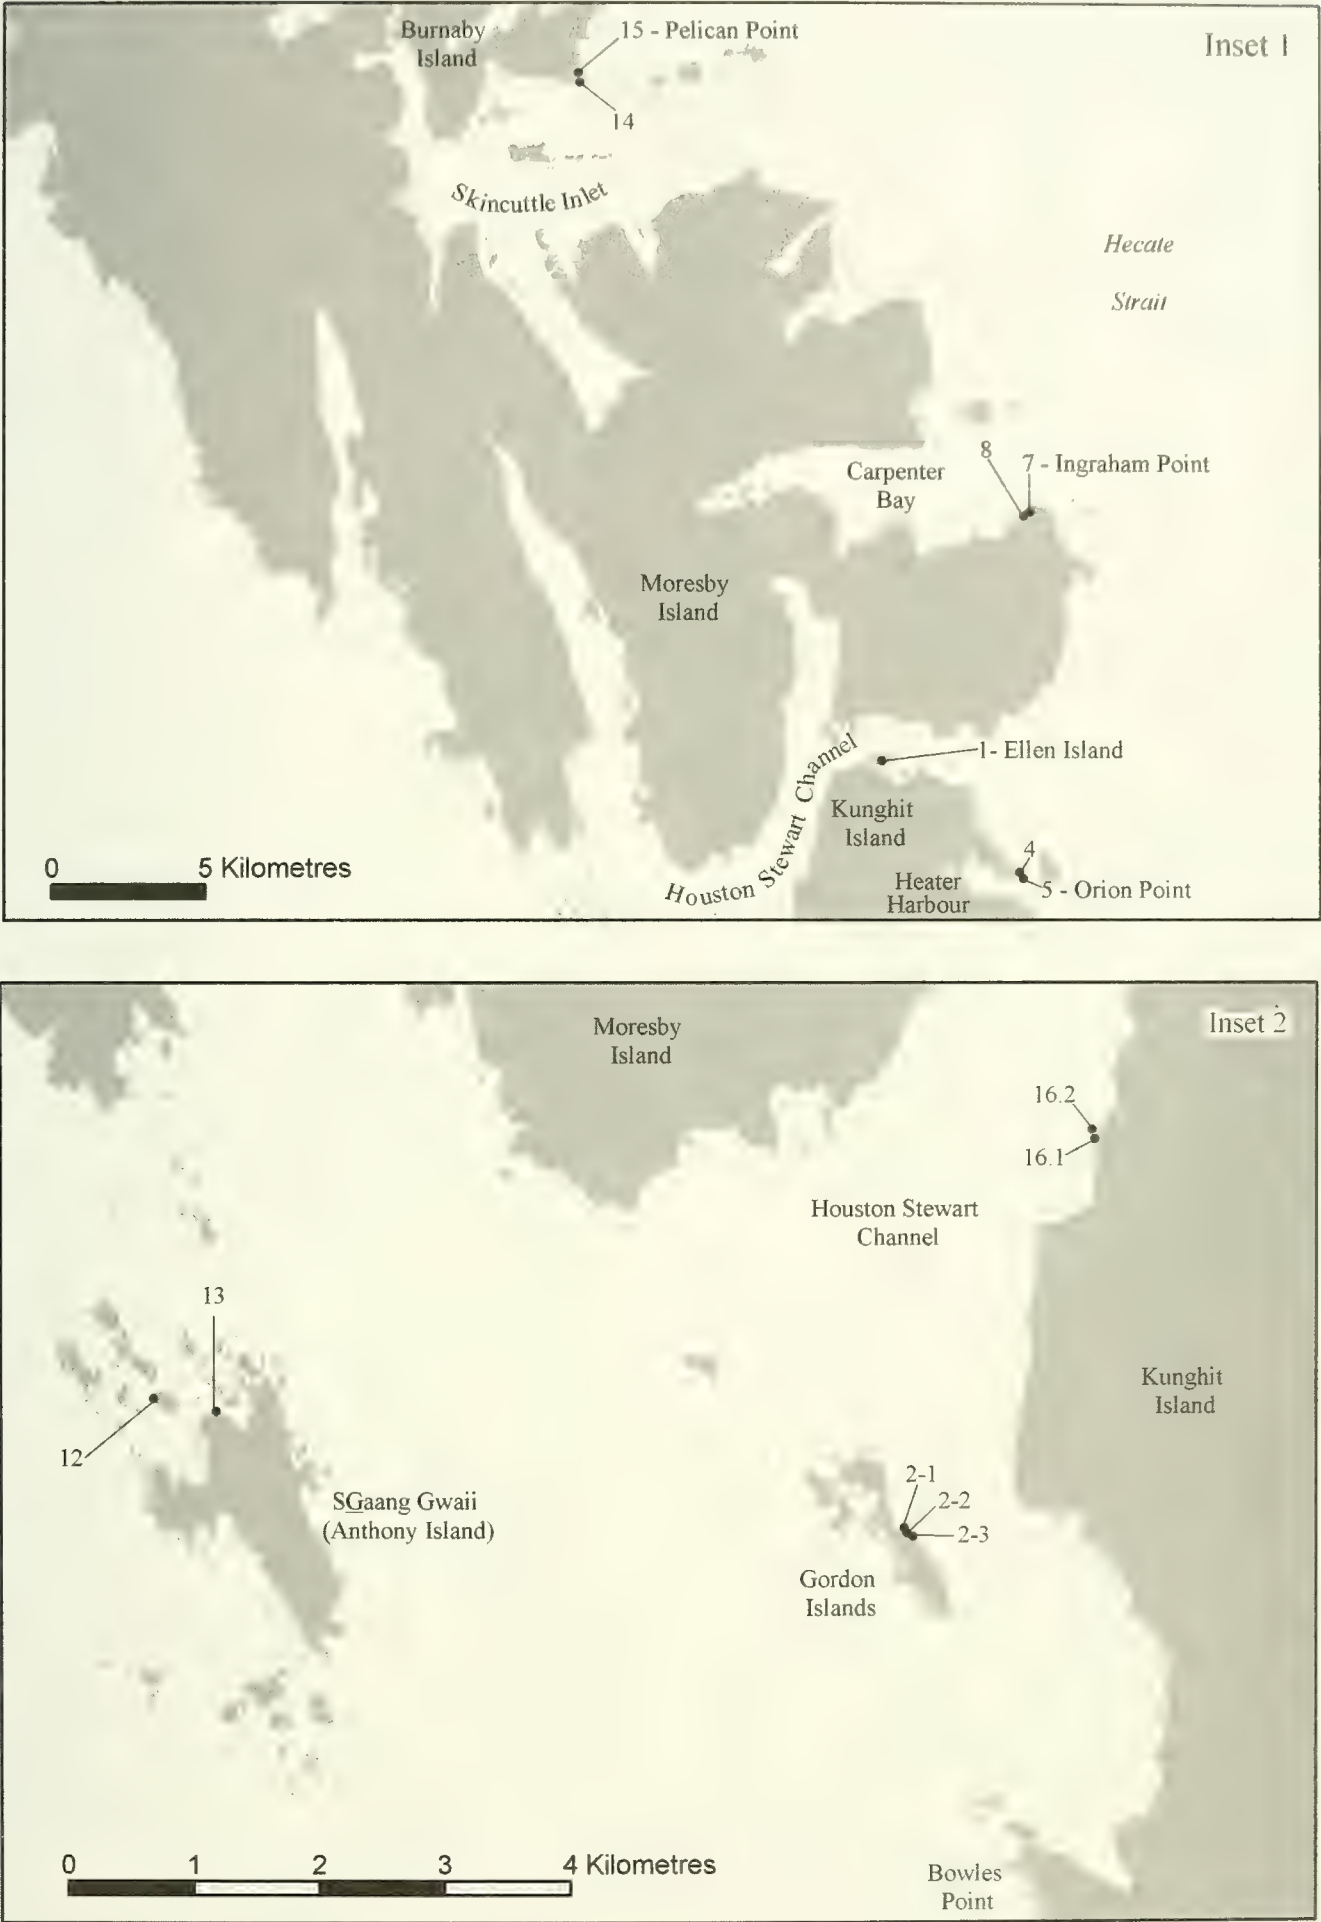 Burnaby
Island
15 - Pelican Point
Inset 1
14
Skincuttle Inlet
Hecate
Strait
8
7 - Ingraham Point
Carpenter
Bay
Moresby
Island
1- Ellen Island
Houston Stewart Channel
Kunghit
Island
4
0 5 Kilometres
Heater
Harbour
5 - Orion Point
Moresby
Island
Inset 2
16.2
16.1
Houston Stewart
Channel
13
Kunghit
Island
12
2-1
2-2
2-3
SGaang Gwaii
(Anthony Island)
Gordon
Islands
0 1 2 3 4 Kilometres
Bowles
Point